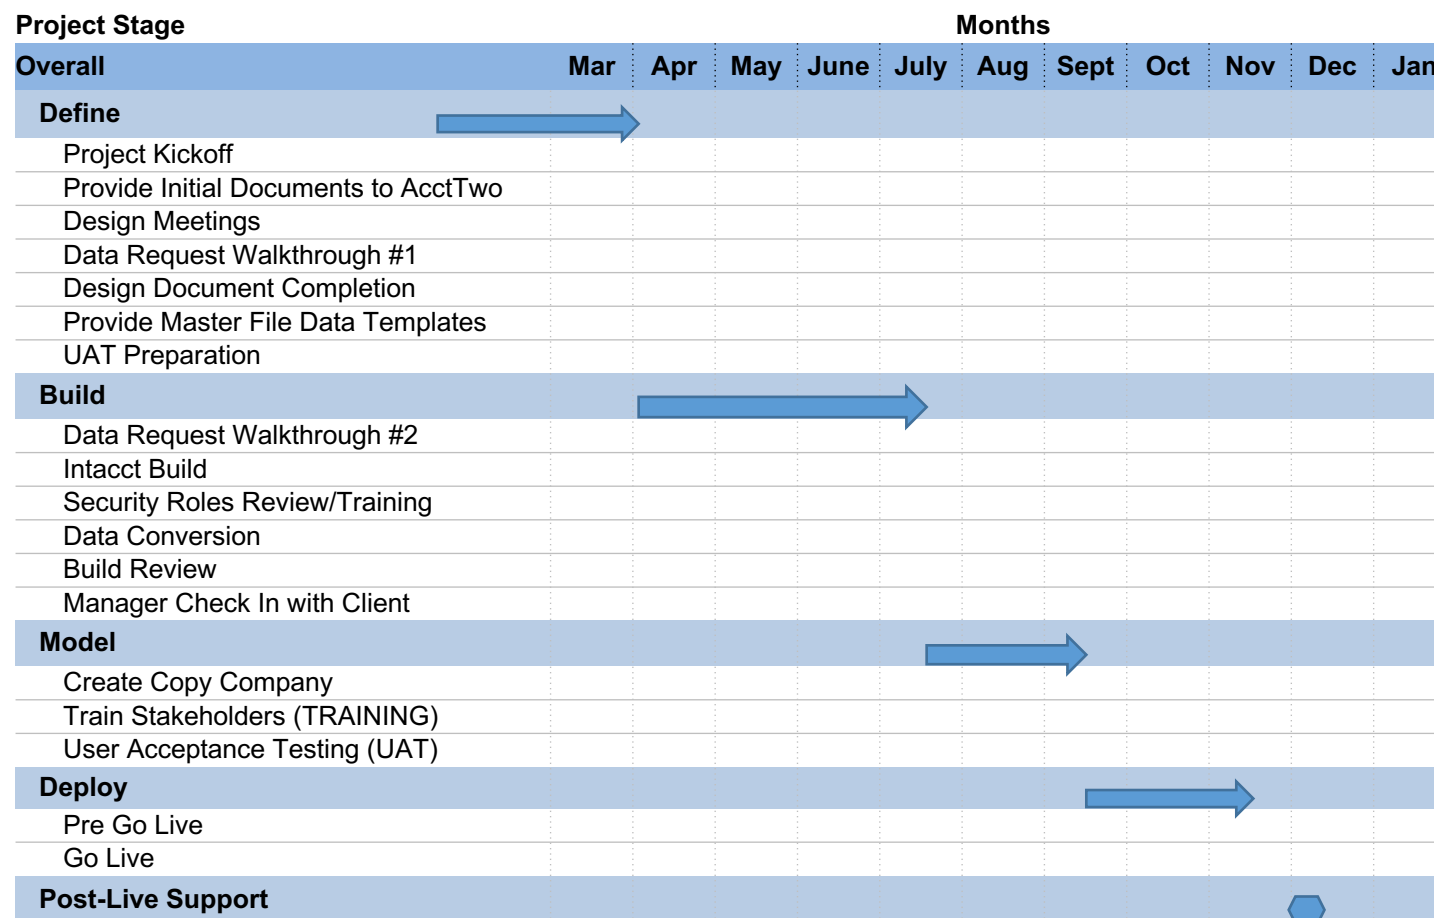 Project Stage Months
Overall Mar Apr May June July Aug Sept Oct Nov Dec Jan
Define
Project Kickoff
Provide Initial Documents to AcctTwo
Design Meetings
Data Request Walkthrough #1
Design Document Completion
Provide Master File Data Templates
UAT Preparation
Build
Data Request Walkthrough #2
Intacct Build
Security Roles Review/Training
Data Conversion
Build Review
Manager Check In with Client
Model
Create Copy Company
Train Stakeholders (TRAINING)
User Acceptance Testing (UAT)
Deploy
Pre Go Live
Go Live
Post-Live Support